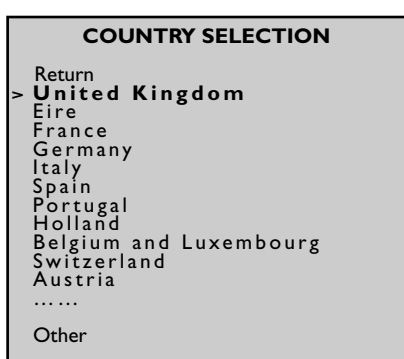 COUNTRY SELECTION
Return
> United Kingdom
Eire
France
Germany
Italy
Spain
Portugal
Holland
Belgium and Luxembourg
Switzerland
Austria
... ...
Other